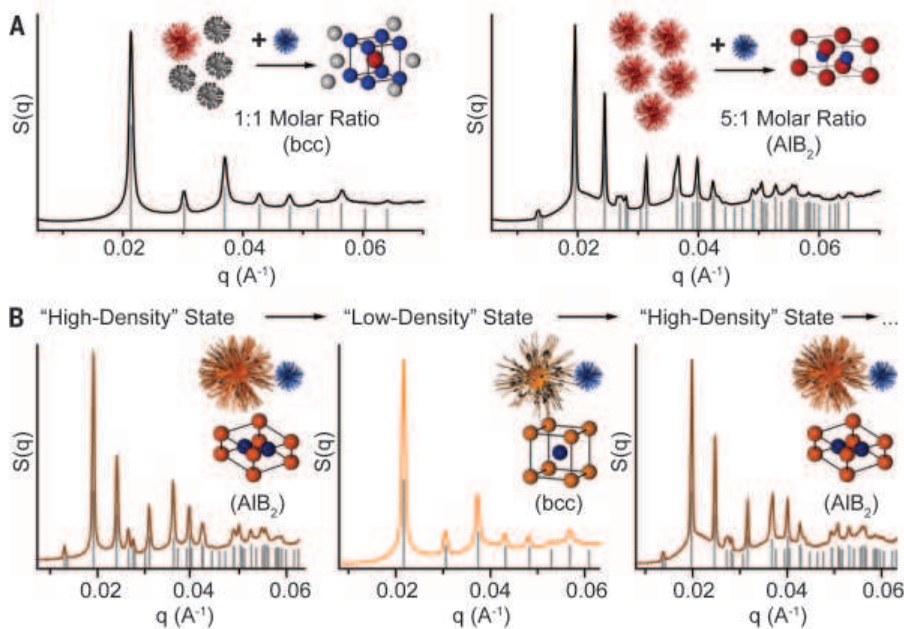 A
S(q)
+
1:1 Molar Ratio
(bcc)
0.02 0.04 0.06
q (A⁻¹)
S(q)
+
5:1 Molar Ratio
(AlB₂)
0.02 0.04 0.06
q (A⁻¹)
B
“High-Density” State “Low-Density” State “High-Density” State ...
S(q)
(AlB₂)
0.02 0.04 0.06
q (A⁻¹)
S(q)
(bcc)
0.02 0.04 0.06
q (A⁻¹)
S(q)
(AlB₂)
0.02 0.04 0.06
q (A⁻¹)